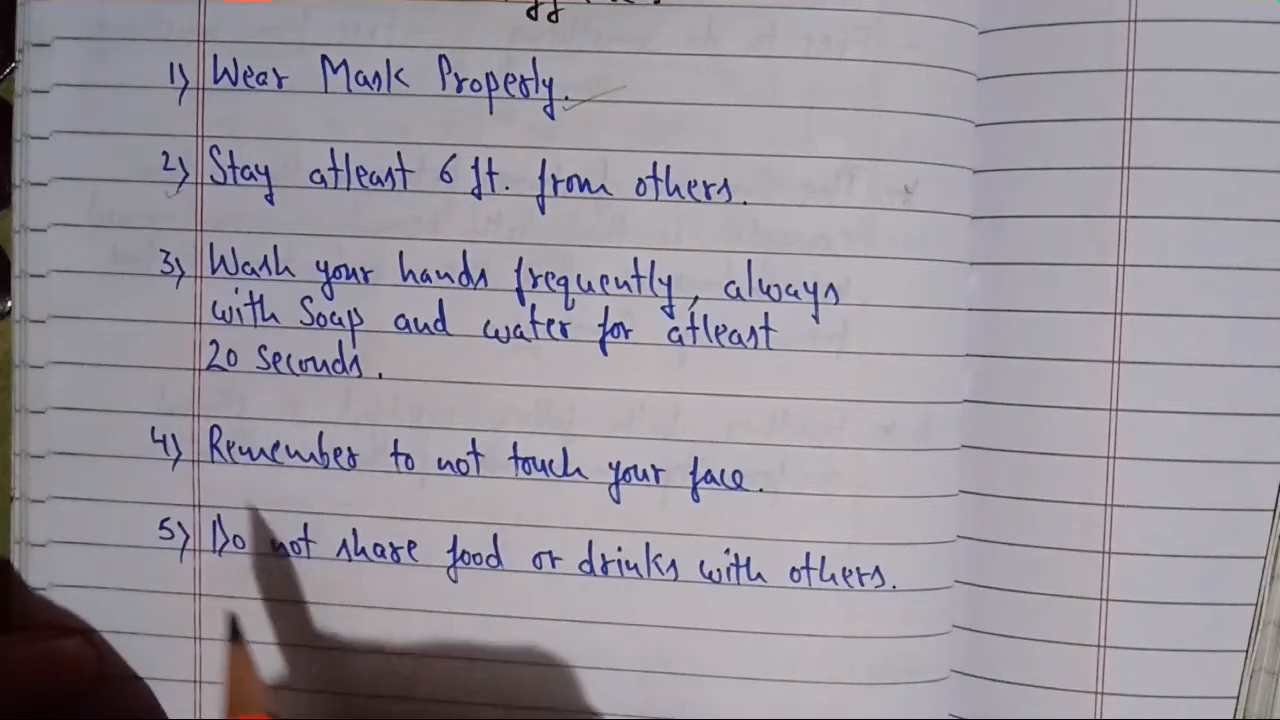 1) Wear Mask Properly.
2) Stay atleast 6 ft. from others.
3) Wash your hands frequently, always
with Soap and water for atleast
20 seconds.
4) Remember to not touch your face.
5) Do not share food or drinks with others.